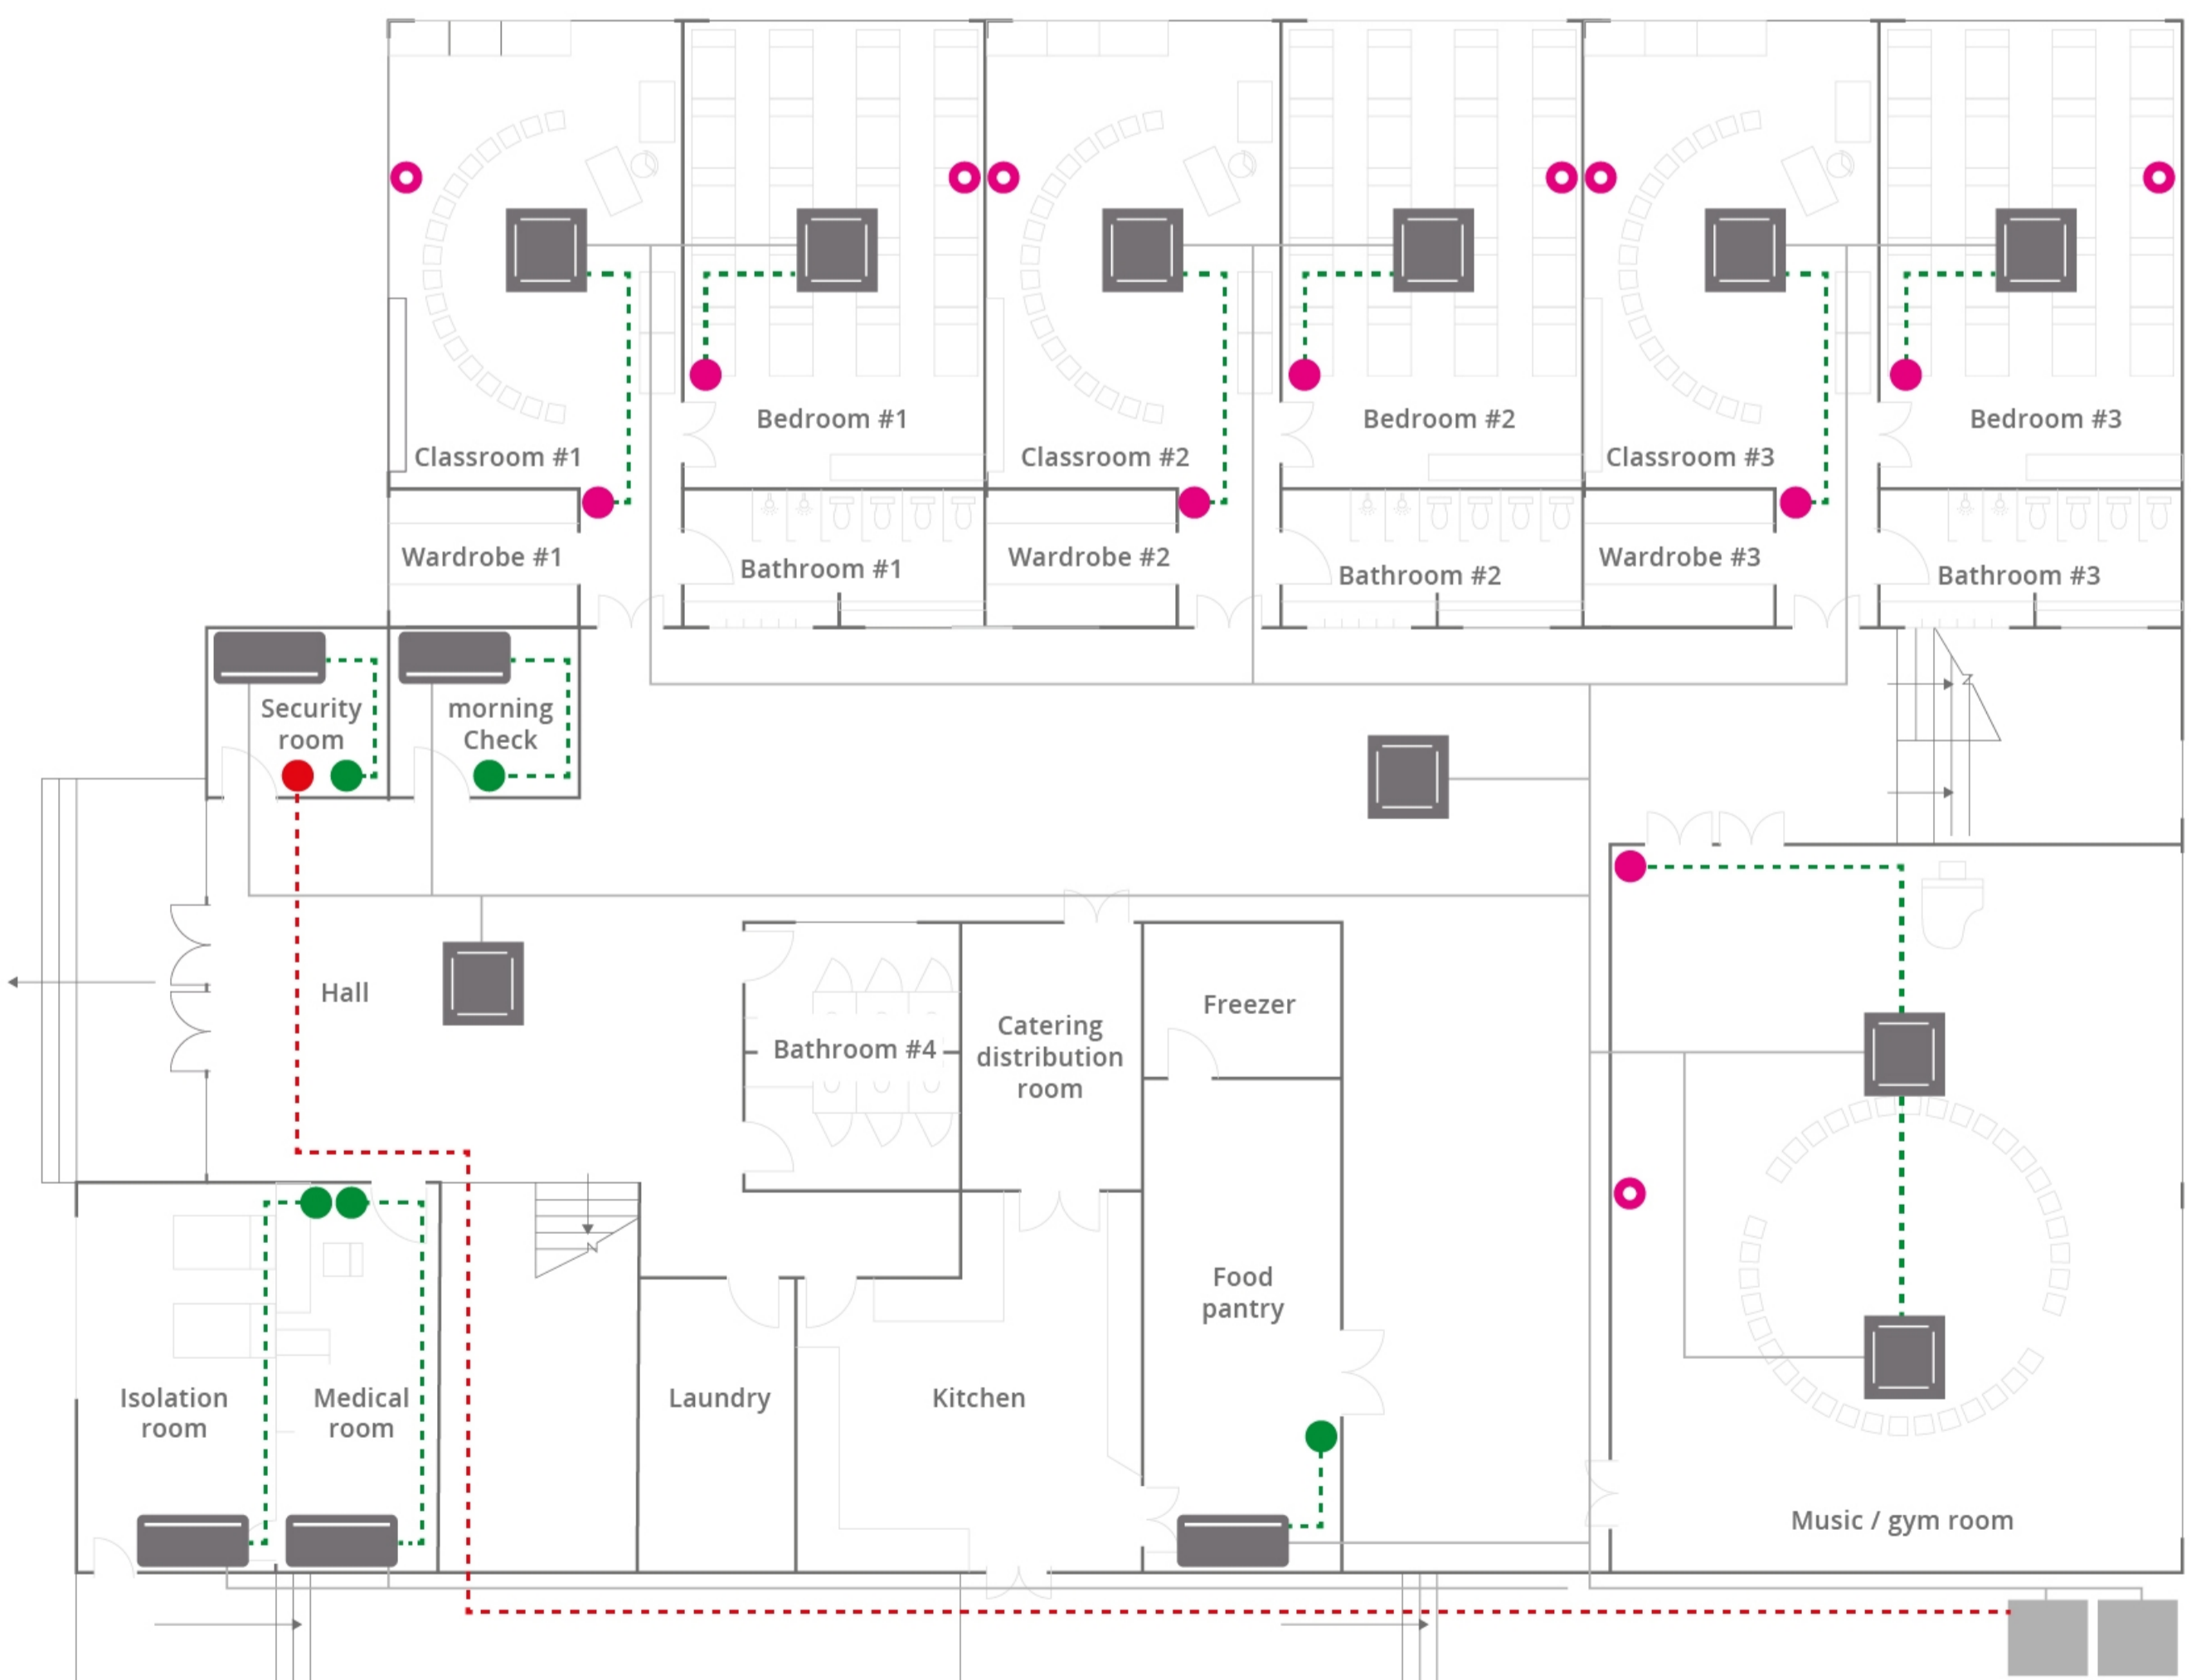 Bedroom #1
Bedroom #2
Bedroom #3
Classroom #1
Classroom #2
Classroom #3
Wardrobe #1
Bathroom #1
Wardrobe #2
Bathroom #2
Wardrobe #3
Bathroom #3
Security
room
morning
Check
Hall
Bathroom #4
Catering
distribution
room
Freezer
Food
pantry
Isolation
room
Medical
room
Laundry
Kitchen
Music / gym room